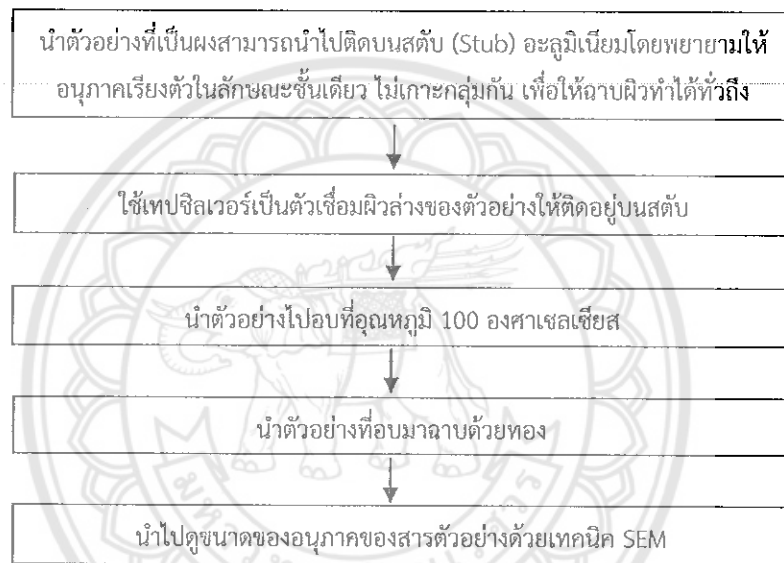 นำตัวอย่างที่เป็นผงสามารถนำไปติดบนสตับ (Stub) อะลูมิเนียมโดยพยายามให้
อนุภาคเรียงตัวในลักษณะชั้นเดียว ไม่เกาะกลุ่มกัน เพื่อให้ฉาบผิวทำได้ทั่วถึง
ใช้เทปซิลเวอร์เป็นตัวเชื่อมผิวล่างของตัวอย่างให้ติดอยู่บนสตับ
นำตัวอย่างไปอบที่อุณหภูมิ 100 องศาเซลเซียส
นำตัวอย่างที่อบมาฉาบด้วยทอง
นำไปดูขนาดของอนุภาคของสารตัวอย่างด้วยเทคนิค SEM